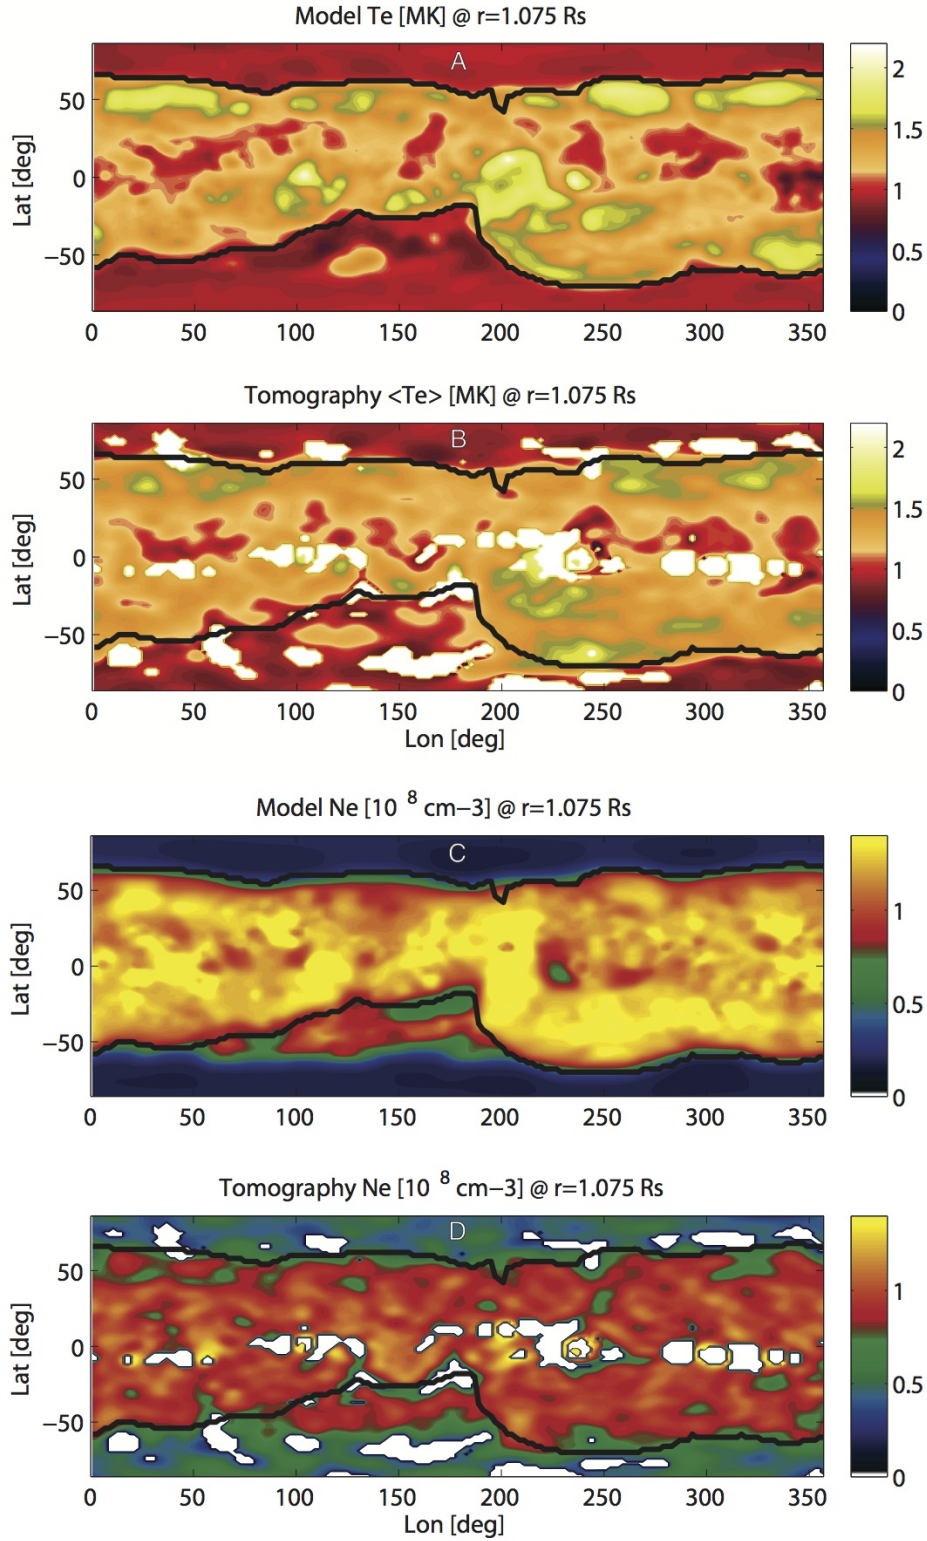 Model Te [MK] @ r=1.075 Rs
A
Lat [deg]
50
0
−50
0 50 100 150 200 250 300 350
2
1.5
1
0.5
0
Tomography <Te> [MK] @ r=1.075 Rs
B
Lat [deg]
50
0
−50
0 50 100 150 200 250 300 350
Lon [deg]
2
1.5
1
0.5
0
Model Ne [10 8 cm−3] @ r=1.075 Rs
C
Lat [deg]
50
0
−50
0 50 100 150 200 250 300 350
1
0.5
0
Tomography Ne [10 8 cm−3] @ r=1.075 Rs
D
Lat [deg]
50
0
−50
0 50 100 150 200 250 300 350
Lon [deg]
1
0.5
0